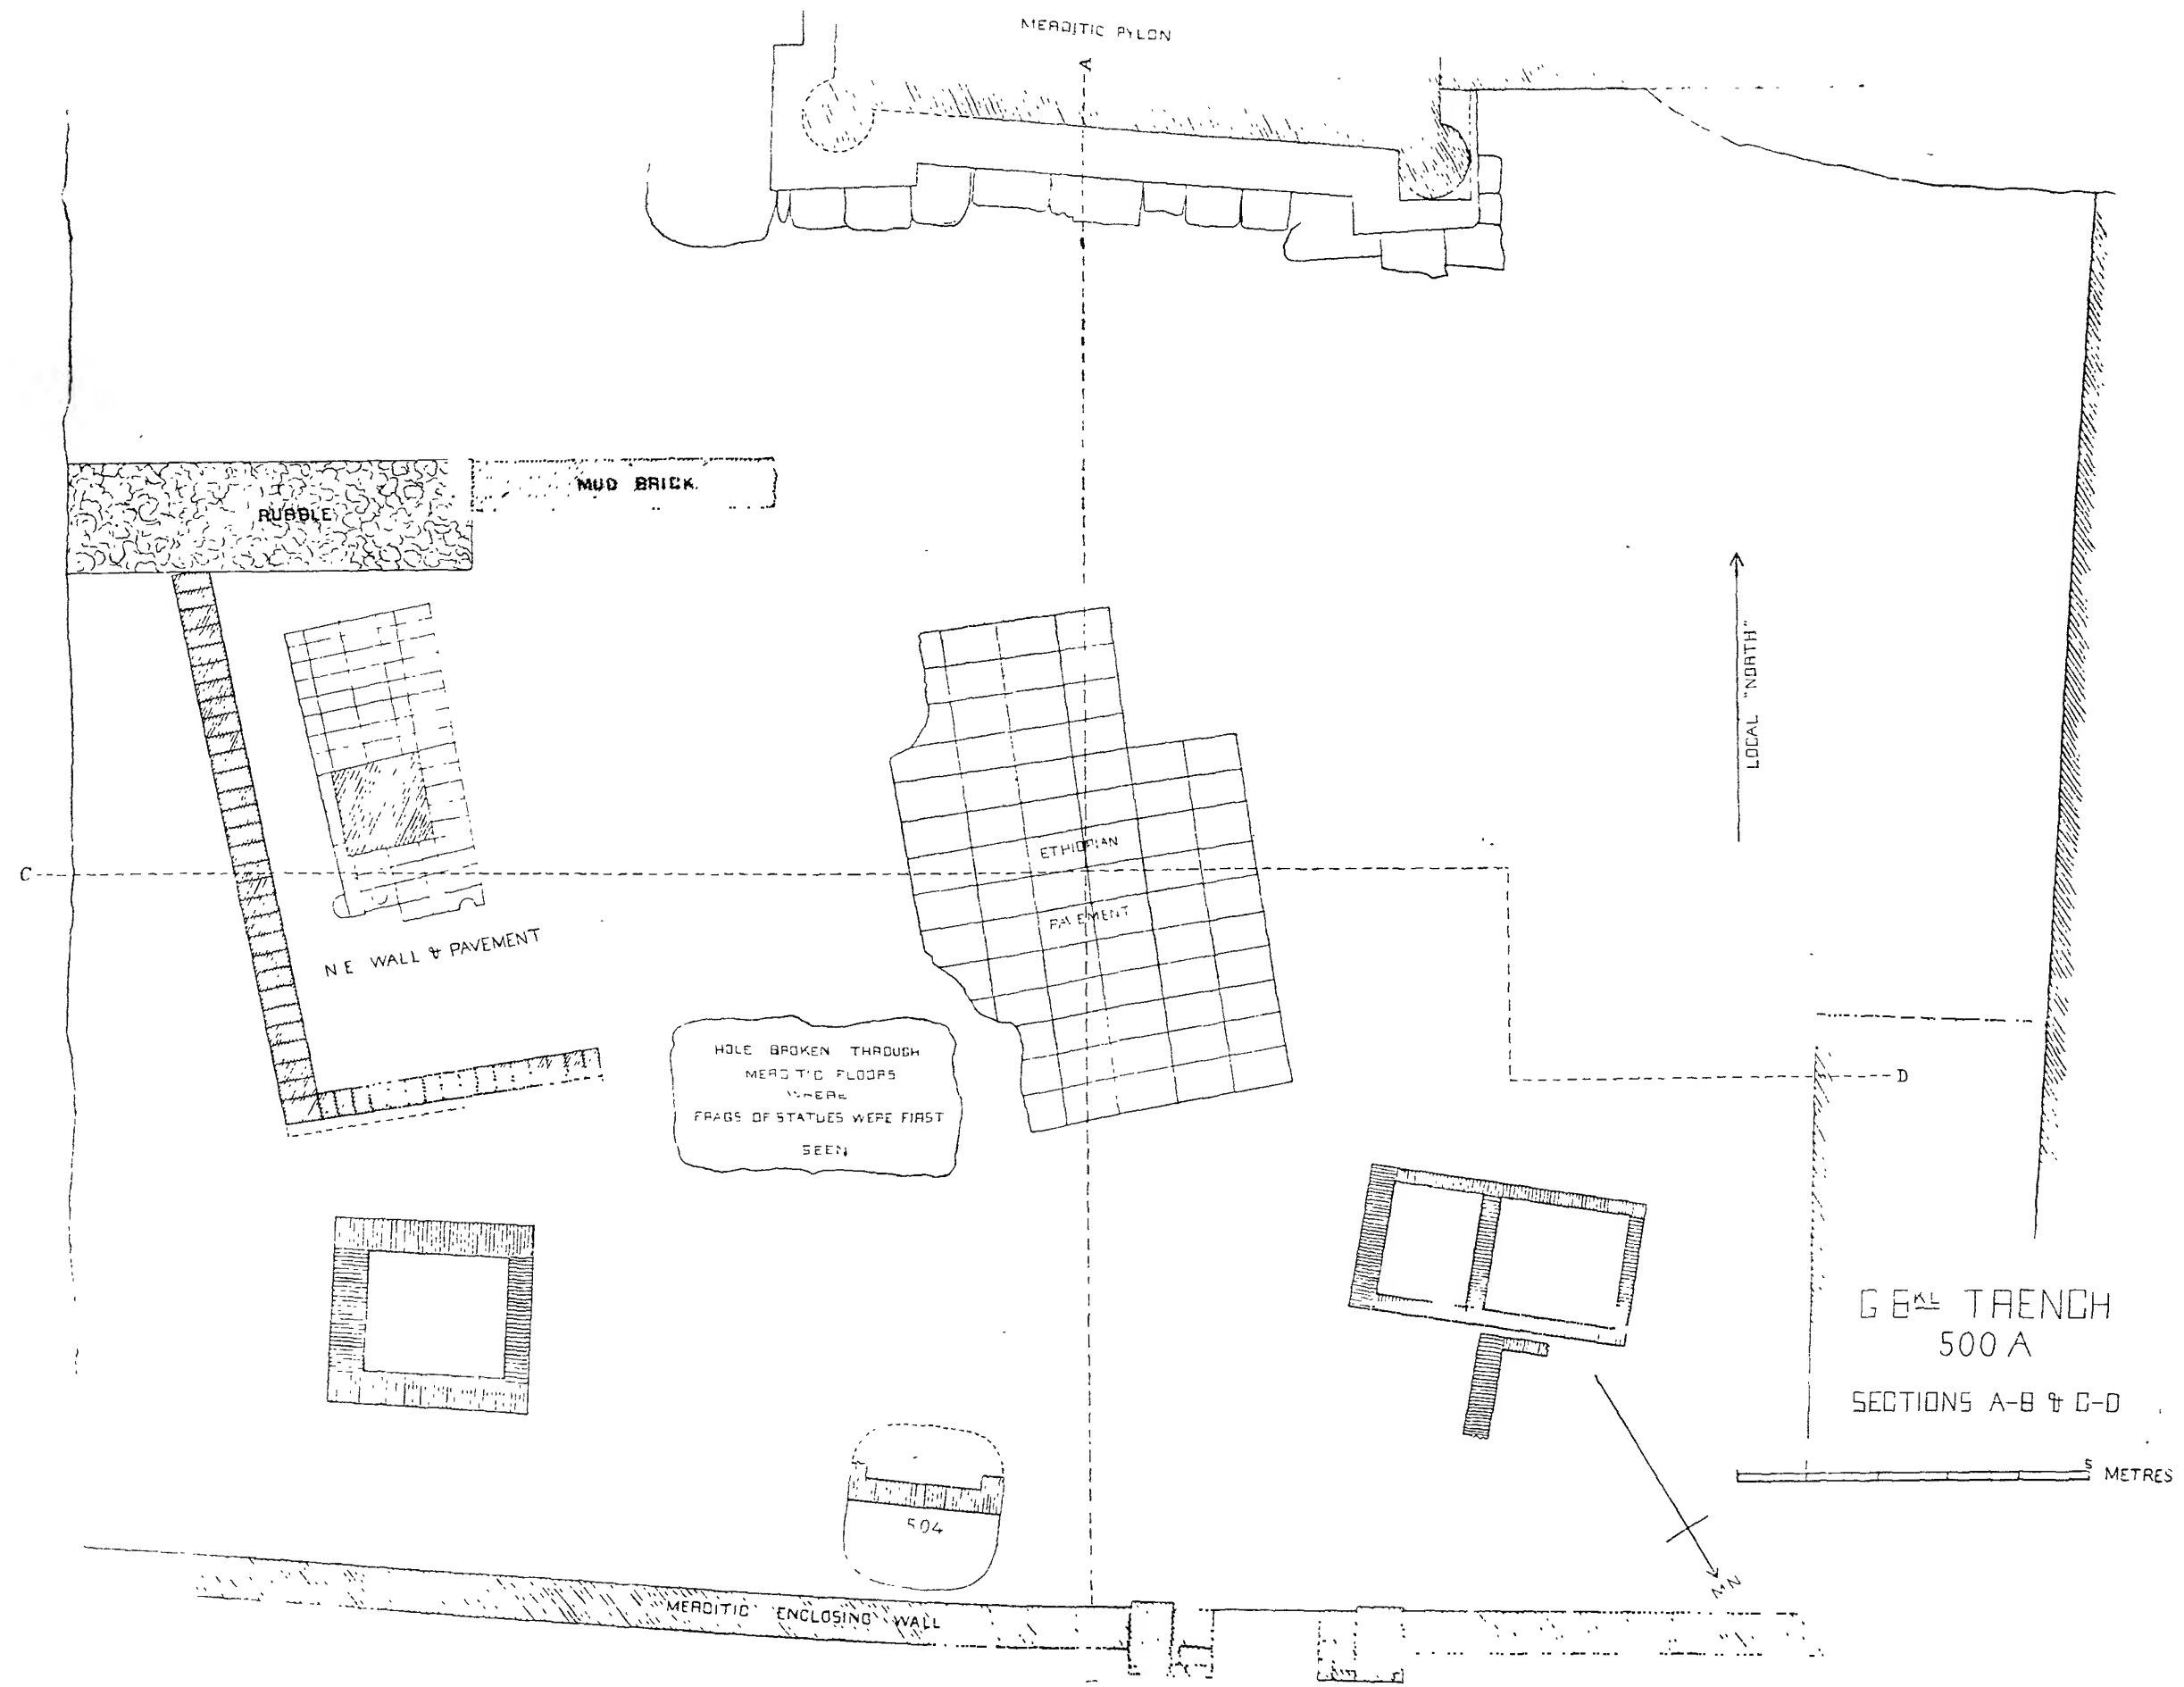 MEROITIC PYLON
A
MUD BRICK.
RUBBLE
LOCAL "NORTH"
ETHIOPIAN
PAVEMENT
C
N E WALL & PAVEMENT
HOLE BROKEN THROUGH
MEROITIC FLOORS
WHERE
FRAGS OF STATUES WERE FIRST
SEEN
D
G B KL TRENCH
500 A
SECTIONS A-B & C-D
5 METRES
504
MEROITIC ENCLOSING WALL